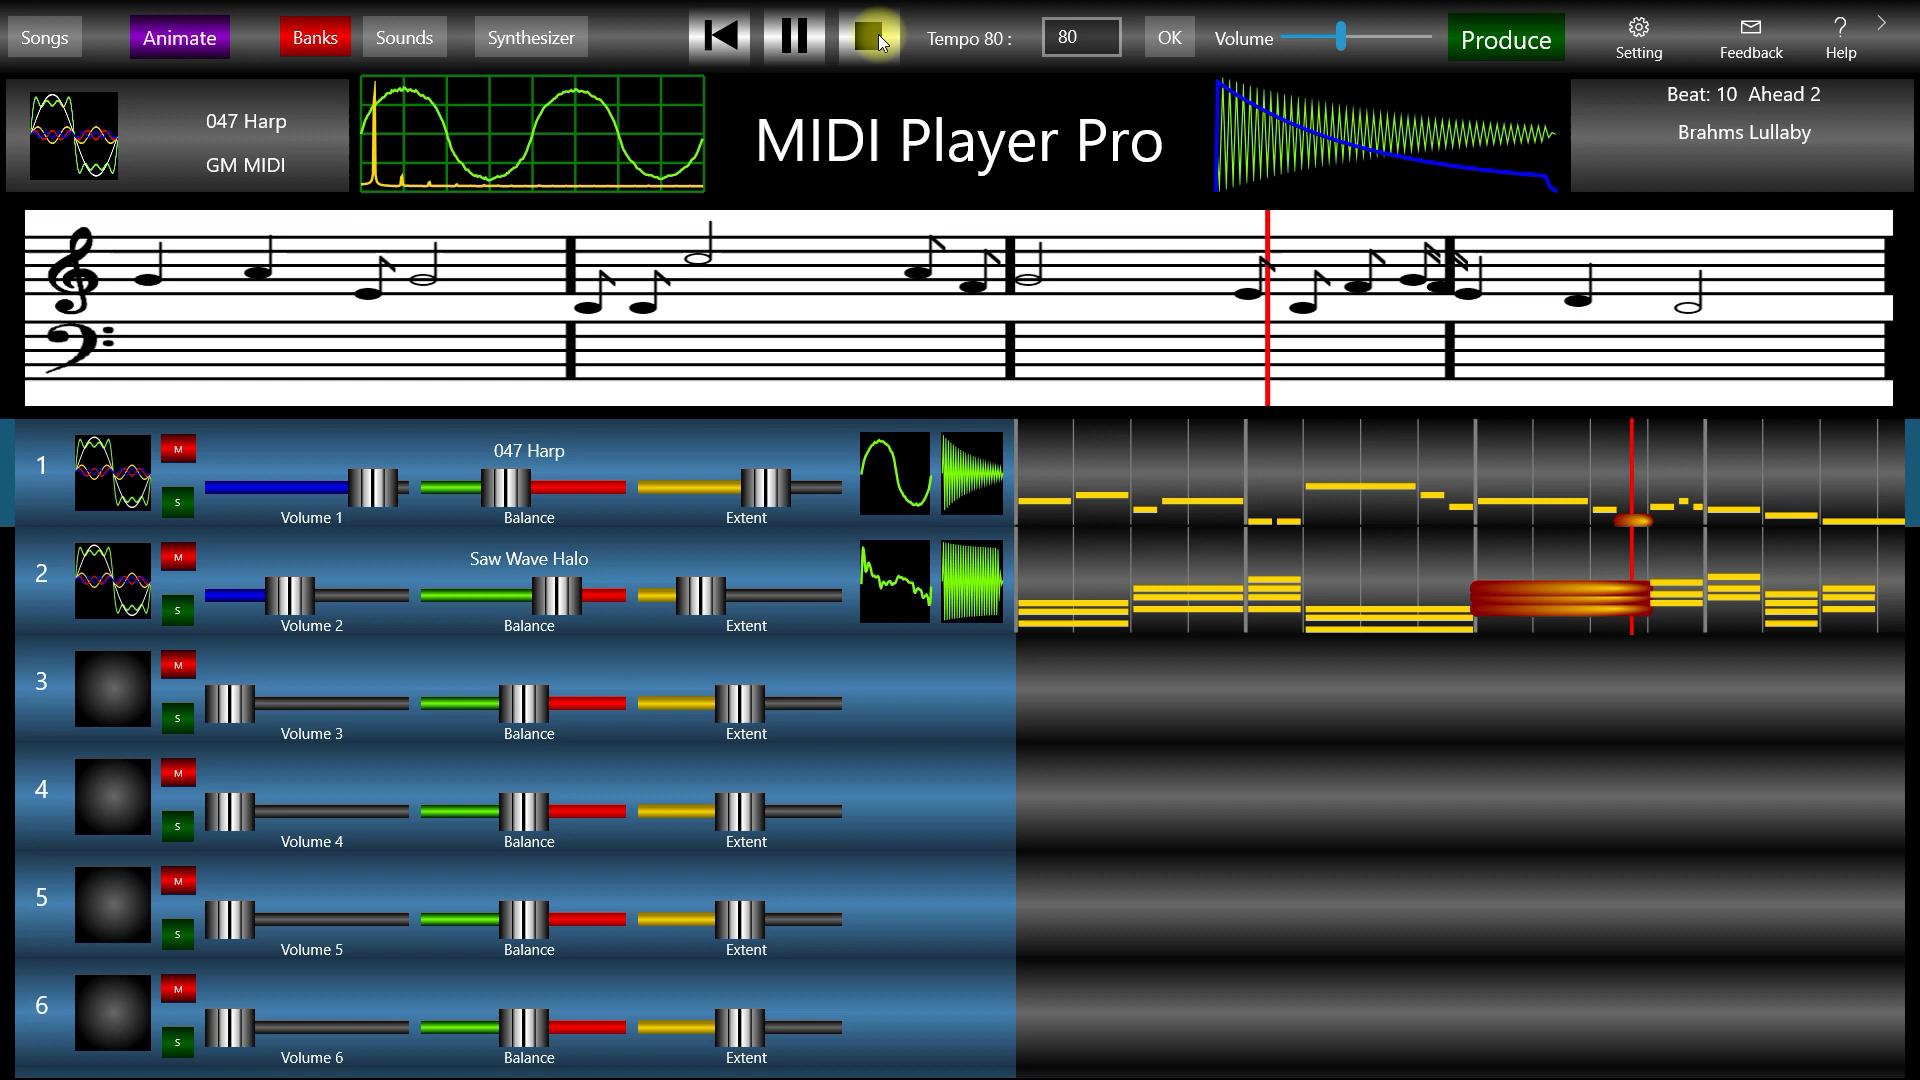 Songs
Animate
Banks
Sounds
Synthesizer
Tempo 80 :
80
OK
Volume
Produce
Setting
Feedback
Help
047 Harp
GM MIDI
MIDI Player Pro
Beat: 10 Ahead 2
Brahms Lullaby
1
M
S
047 Harp
Volume 1
Balance
Extent
2
M
S
Saw Wave Halo
Volume 2
Balance
Extent
3
M
S
Volume 3
Balance
Extent
4
M
S
Volume 4
Balance
Extent
5
M
S
Volume 5
Balance
Extent
6
M
S
Volume 6
Balance
Extent